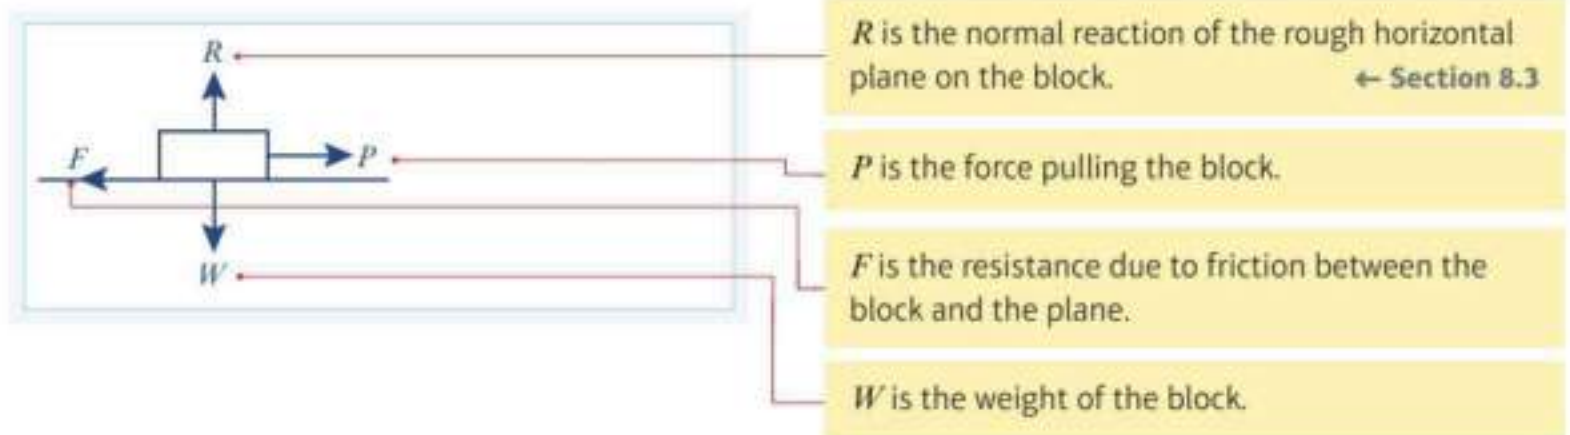 R
F
P
W
R is the normal reaction of the rough horizontal
plane on the block. ← Section 8.3
P is the force pulling the block.
F is the resistance due to friction between the
block and the plane.
W is the weight of the block.